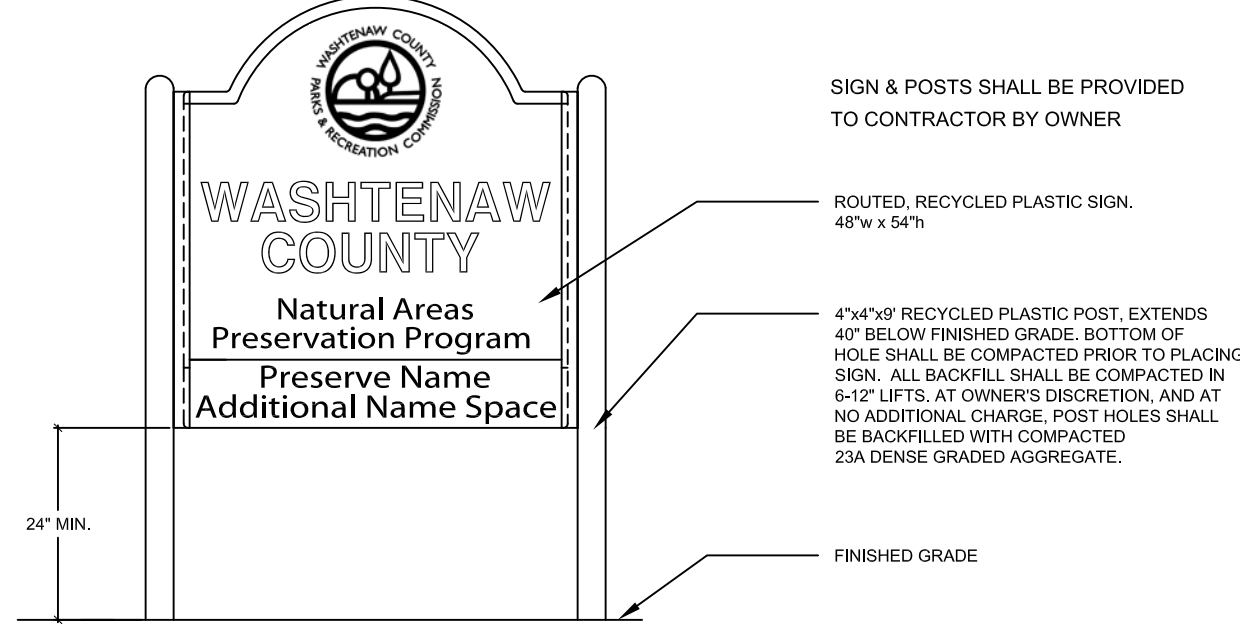 WASHTENAW COUNTY
PARKS & RECREATION COMMISSION
WASHTENAW
COUNTY
Natural Areas
Preservation Program
Preserve Name
Additional Name Space
24" MIN.
SIGN & POSTS SHALL BE PROVIDED
TO CONTRACTOR BY OWNER
ROUTED, RECYCLED PLASTIC SIGN.
48"w x 54"h
4"x4"x9' RECYCLED PLASTIC POST, EXTENDS
40" BELOW FINISHED GRADE. BOTTOM OF
HOLE SHALL BE COMPACTED PRIOR TO PLACING
SIGN. ALL BACKFILL SHALL BE COMPACTED IN
6-12" LIFTS. AT OWNER'S DISCRETION, AND AT
NO ADDITIONAL CHARGE, POST HOLES SHALL
BE BACKFILLED WITH COMPACTED
23A DENSE GRADED AGGREGATE.
FINISHED GRADE